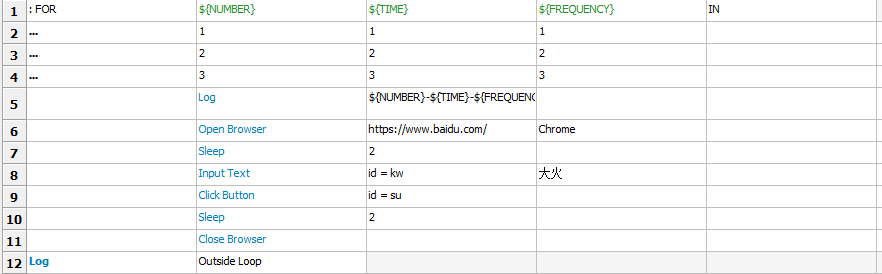 1 : FOR ${NUMBER} ${TIME} ${FREQUENCY} IN
2 ... 1 1 1
3 ... 2 2 2
4 ... 3 3 3
5 Log ${NUMBER}-${TIME}-${FREQUENC
6 Open Browser https://www.baidu.com/ Chrome
7 Sleep 2
8 Input Text id = kw 大火
9 Click Button id = su
10 Sleep 2
11 Close Browser
12 Log Outside Loop